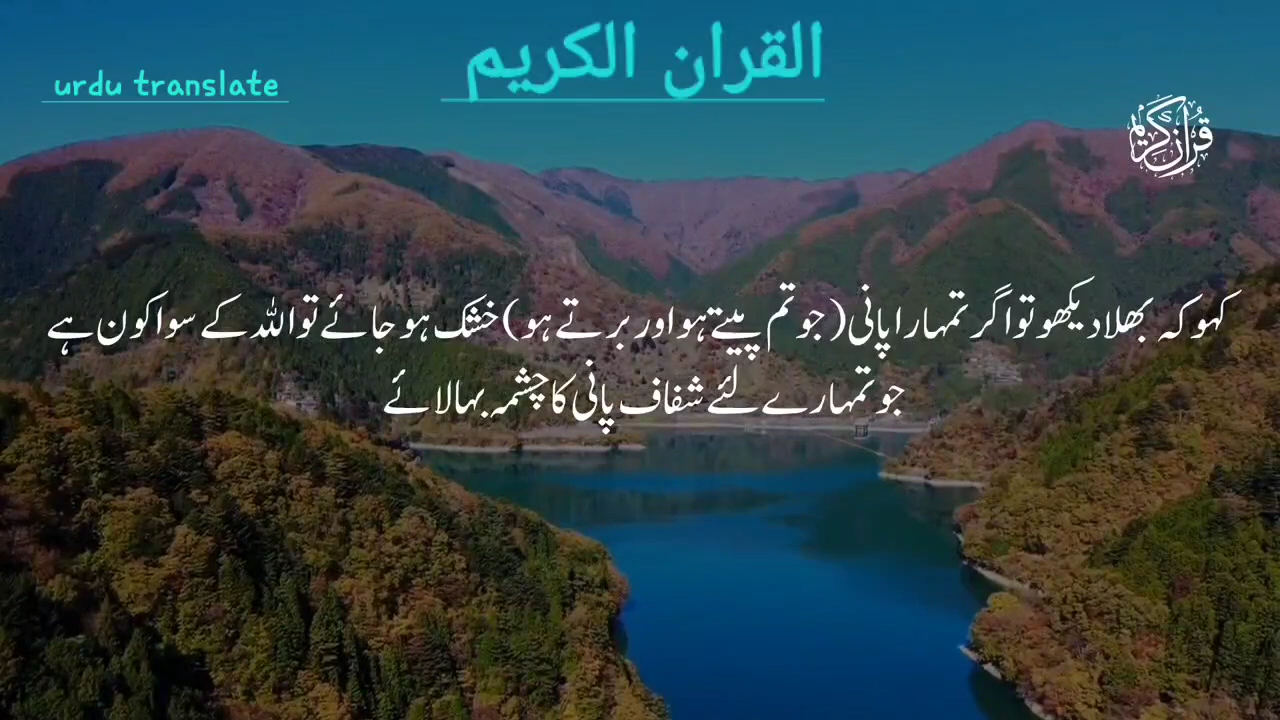 القران الكريم
urdu translate
قرآن کریم
کہو کہ بھلا دیکھو تو اگر تمہارا پانی (جو تم پیتے ہو اور برتے ہو) خشک ہو جائے تو اللہ کے سوا کون ہے
جو تمہارے لئے شفاف پانی کا چشمہ بہا لائے